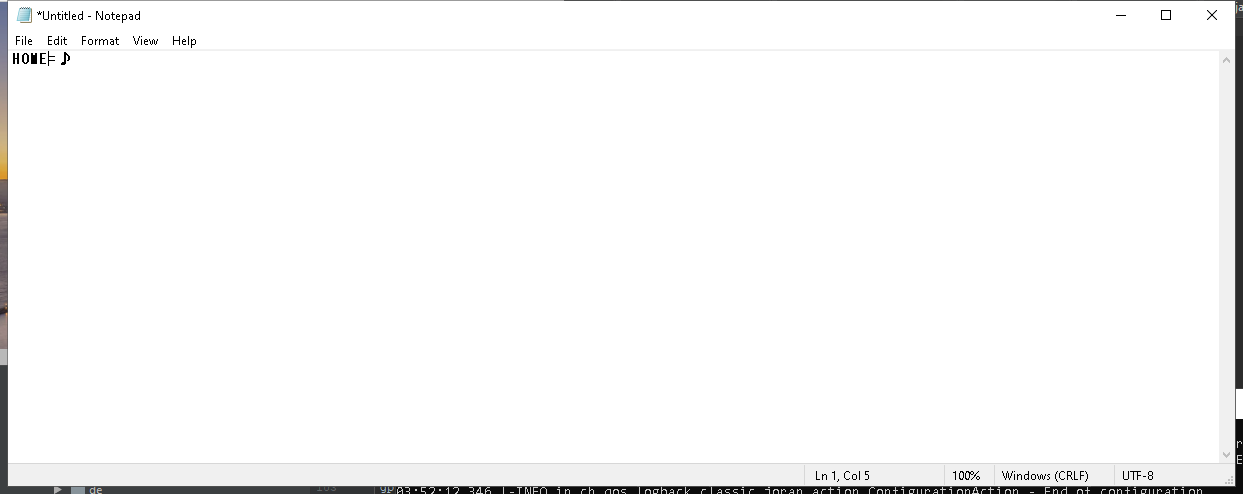 *Untitled - Notepad
File Edit Format View Help
HOME= ♪
Ln 1, Col 5 100% Windows (CRLF) UTF-8
de
03:52:12,346 |-INFO in ch.qos.logback.classic.joran.action.ConfigurationAction - End of configuration.